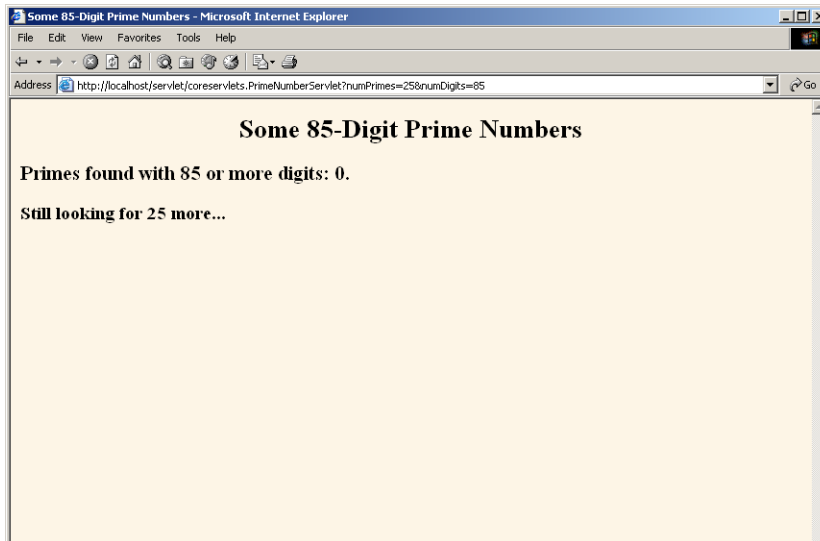 Some 85-Digit Prime Numbers - Microsoft Internet Explorer
File Edit View Favorites Tools Help
Address http://localhost/servlet/coreservlets.PrimeNumberServlet?numPrimes=25&numDigits=85 Go
Some 85-Digit Prime Numbers
Primes found with 85 or more digits: 0.
Still looking for 25 more...